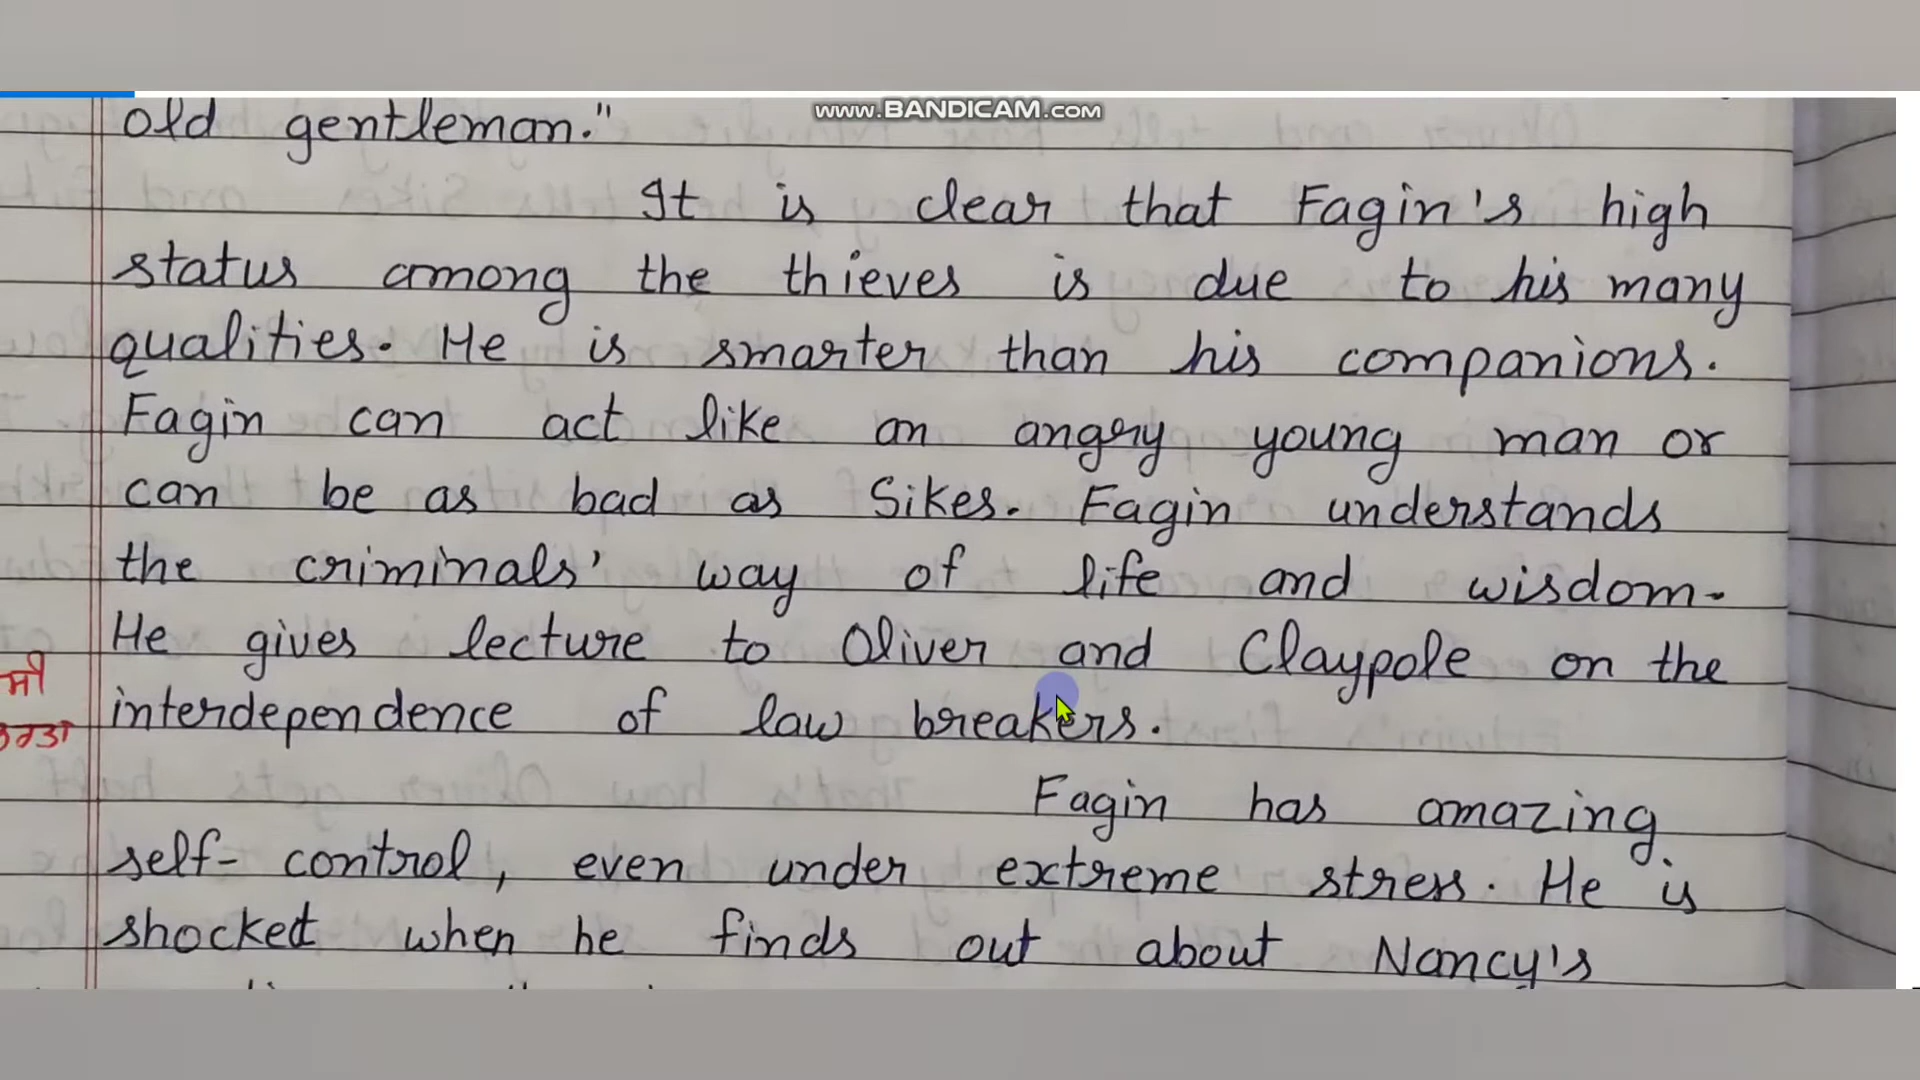 www.BANDICAM.com
old gentleman."
It is clear that Fagin's high
status among the thieves is due to his many
qualities. He is smarter than his companions.
Fagin can act like an angry young man or
can be as bad as Sikes. Fagin understands
the criminals' way of life and wisdom.
He gives lecture to Oliver and Claypole on the
interdependence of law breakers.
Fagin has amazing
self-control, even under extreme stress. He is
shocked when he finds out about Nancy's